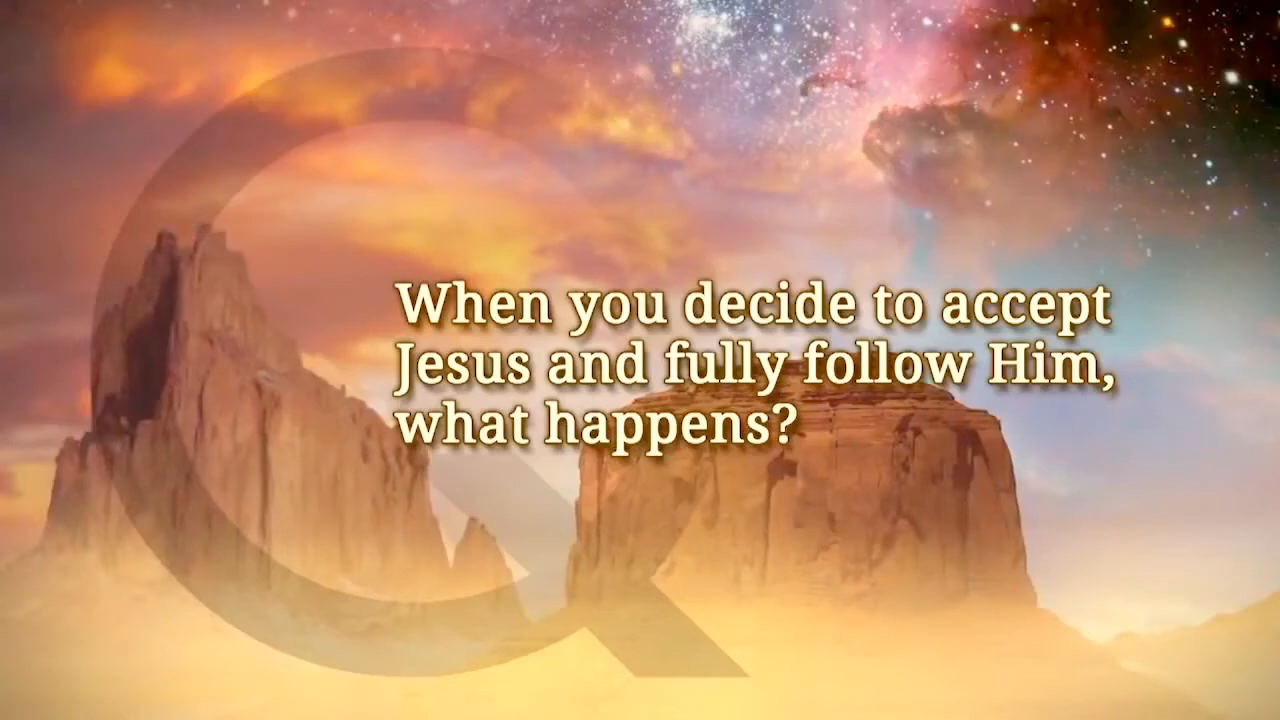 When you decide to accept
Jesus and fully follow Him,
what happens?